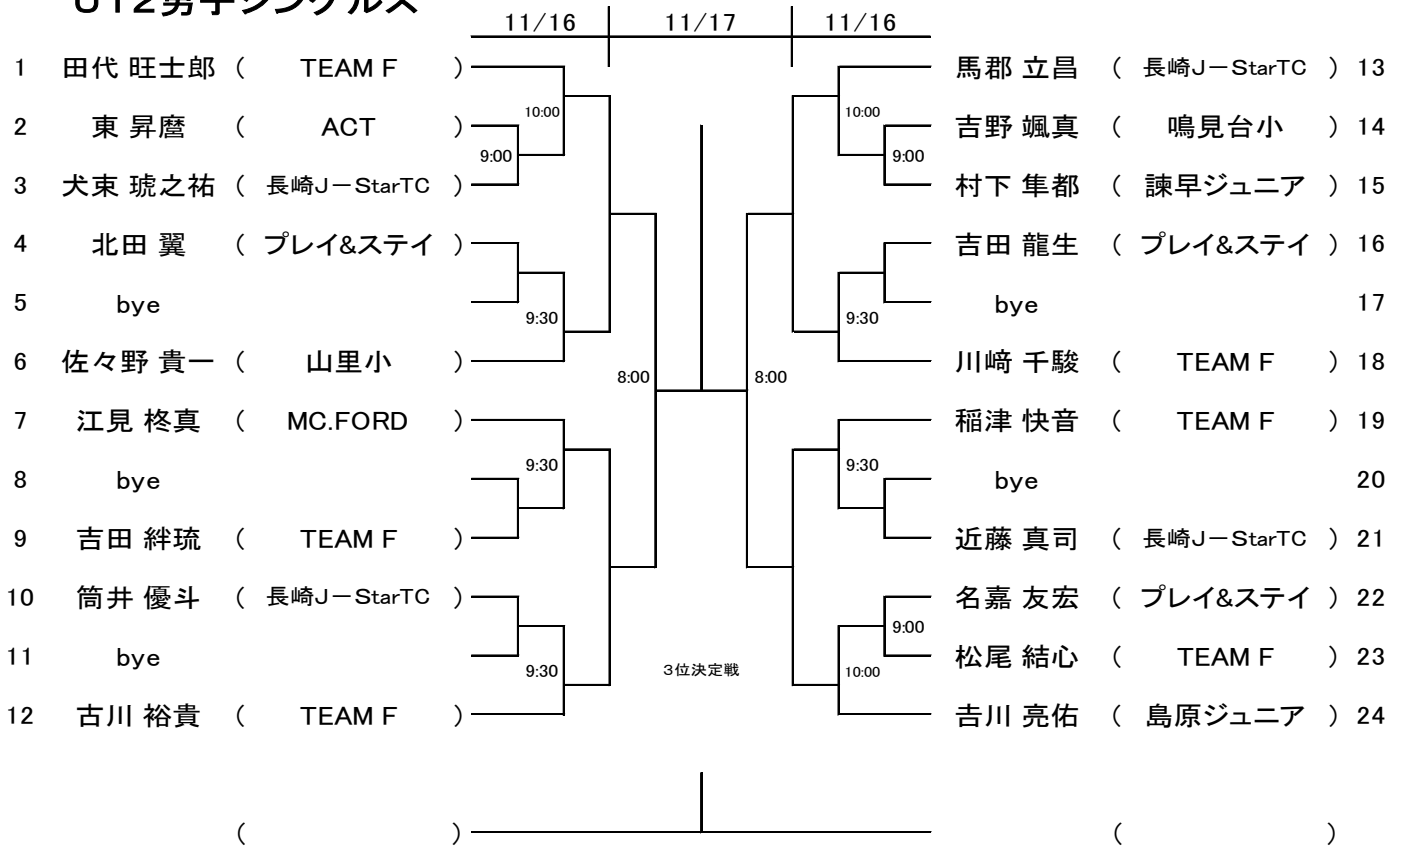 U12男子シングルス
11/16 11/17 11/16
1 田代 旺士郎 ( TEAM F ) 馬郡 立昌 ( 長崎J-StarTC ) 13
10:00 10:00
2 東 昇麿 ( ACT ) 吉野 颯真 ( 鳴見台小 ) 14
9:00 9:00
3 犬束 琥之祐 ( 長崎J-StarTC ) 村下 隼都 ( 諫早ジュニア ) 15
4 北田 翼 ( プレイ&ステイ ) 吉田 龍生 ( プレイ&ステイ ) 16
5 bye bye 17
9:30 9:30
6 佐々野 貴一 ( 山里小 ) 川﨑 千駿 ( TEAM F ) 18
8:00 8:00
7 江見 柊真 ( MC.FORD ) 稲津 快音 ( TEAM F ) 19
9:30 9:30
8 bye bye 20
9 吉田 絆琉 ( TEAM F ) 近藤 真司 ( 長崎J-StarTC ) 21
10 筒井 優斗 ( 長崎J-StarTC ) 名嘉 友宏 ( プレイ&ステイ ) 22
9:00
11 bye 松尾 結心 ( TEAM F ) 23
9:30 3位決定戦 10:00
12 古川 裕貴 ( TEAM F ) 𠮷川 亮佑 ( 島原ジュニア ) 24
( ) ( )